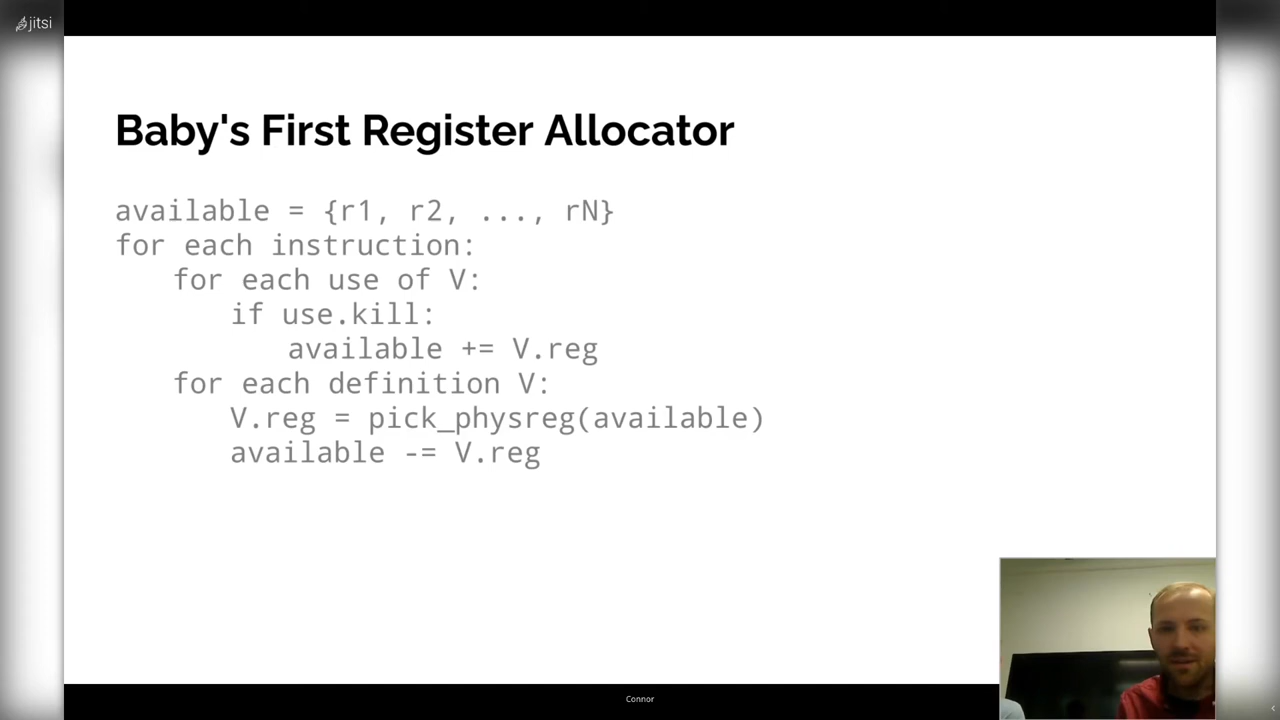 jitsi
Baby's First Register Allocator
available = {r1, r2, ..., rN}
for each instruction:
for each use of V:
if use.kill:
available += V.reg
for each definition V:
V.reg = pick_physreg(available)
available -= V.reg
Connor